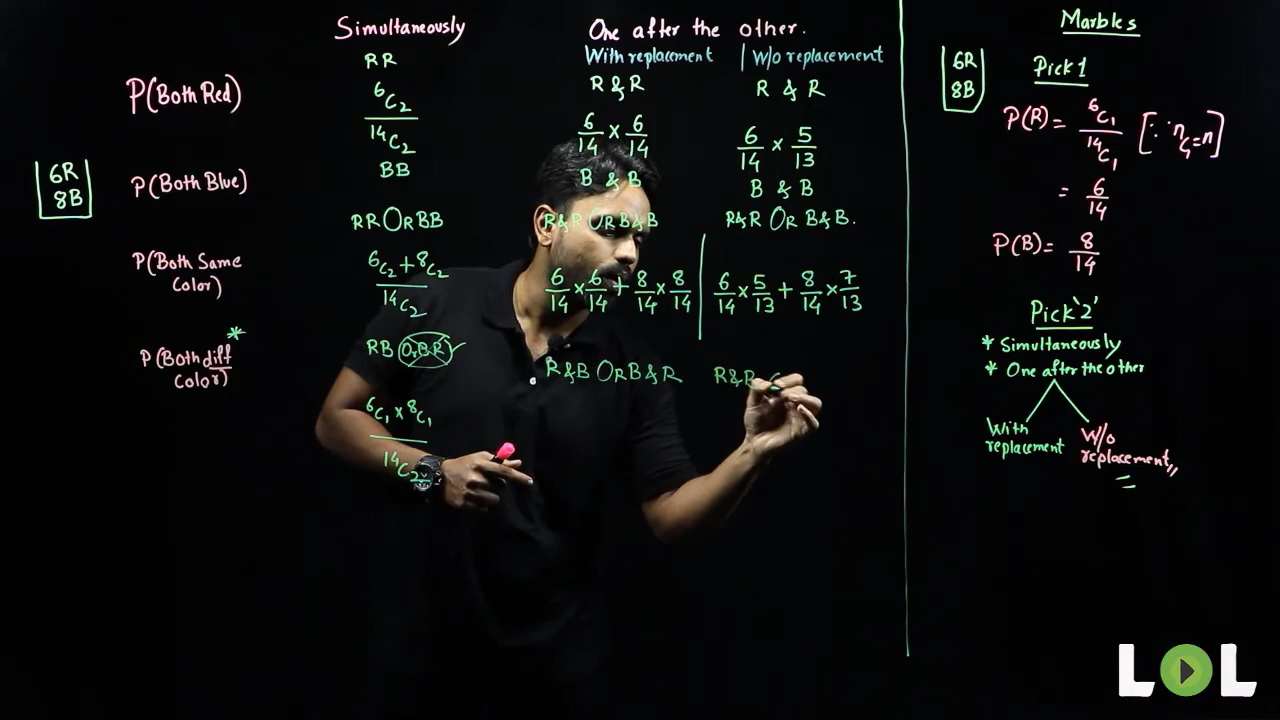 Simultaneously
One after the other.
With replacement | W/o replacement
P(Both Red)
RR
6C2
14C2
R & R
6/14 × 6/14
R & R
6/14 × 5/13
6R
8B
P(Both Blue)
BB
B & B
B & B
RR OR BB
R&R OR B&B
R&R OR B&B.
P(Both Same
Color)
6C2 + 8C2
14C2
6/14 × 6/14 + 8/14 × 8/14
6/14 × 5/13 + 8/14 × 7/13
P(Both diff *
Color)
RB OR BR ✓
R&B OR B&R
R&B
6C1 × 8C1
14C2
Marbles
6R
8B
Pick 1
P(R) = 6C1/14C1 [∵ nC1=n]
= 6/14
P(B) = 8/14
Pick '2'
* Simultaneously
* One after the other
With
replacement
W/o
replacement,,
LOL